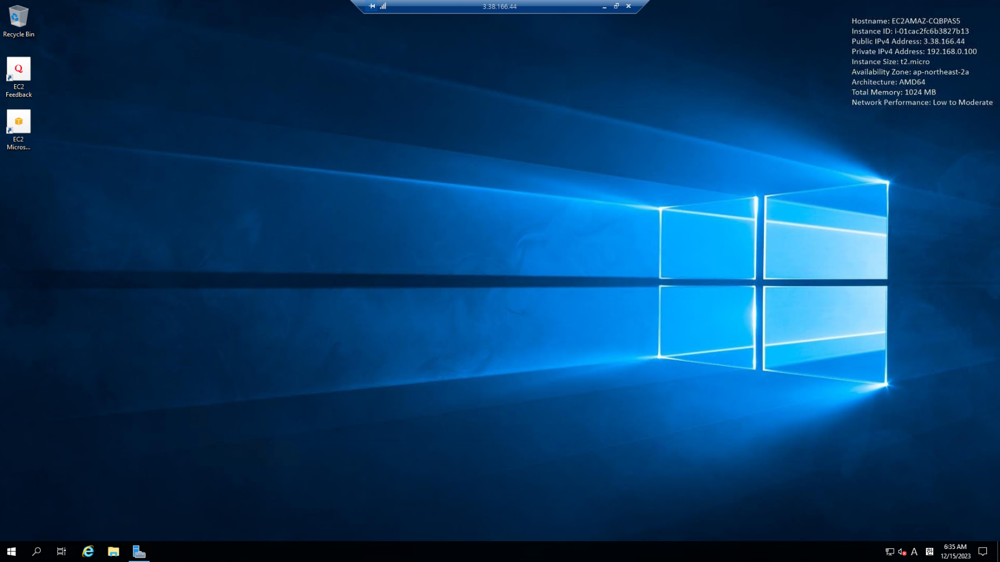 3.38.166.44
Recycle Bin
Q
EC2
Feedback
EC2
Micros...
Hostname: EC2AMAZ-CQBPAS5
Instance ID: i-01cac2fc6b3827b13
Public IPv4 Address: 3.38.166.44
Private IPv4 Address: 192.168.0.100
Instance Size: t2.micro
Availability Zone: ap-northeast-2a
Architecture: AMD64
Total Memory: 1024 MB
Network Performance: Low to Moderate
A
한
6:35 AM
12/15/2023